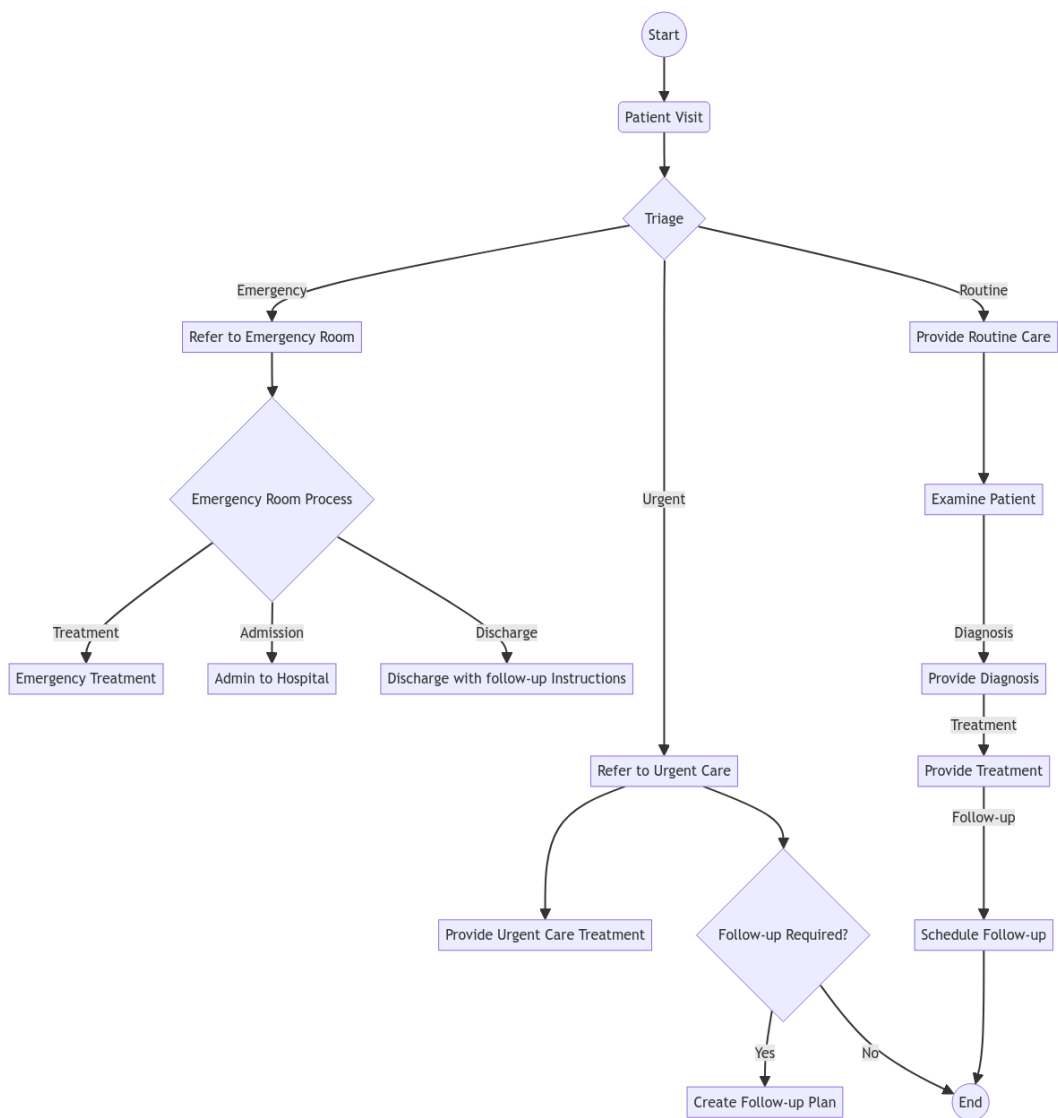 Start
Patient Visit
Triage
Emergency
Routine
Refer to Emergency Room
Provide Routine Care
Emergency Room Process
Urgent
Examine Patient
Treatment
Admission
Discharge
Diagnosis
Emergency Treatment
Admin to Hospital
Discharge with follow-up Instructions
Provide Diagnosis
Treatment
Refer to Urgent Care
Provide Treatment
Follow-up
Provide Urgent Care Treatment
Follow-up Required?
Schedule Follow-up
Yes
No
Create Follow-up Plan
End